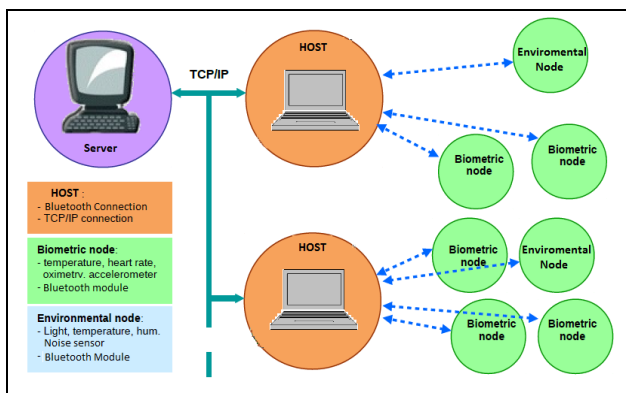 HOST
TCP/IP
Enviromental
Node
Server
Biometric
node
Biometric
node
HOST :
- Bluetooth Connection
- TCP/IP connection
Biometric node:
- temperature, heart rate,
oximetrv. accelerometer
- Bluetooth module
Environmental node:
- Light, temperature, hum.
Noise sensor
- Bluetooth Module
HOST
Biometric
node
Enviromental
Node
Biometric
node
Biometric
node